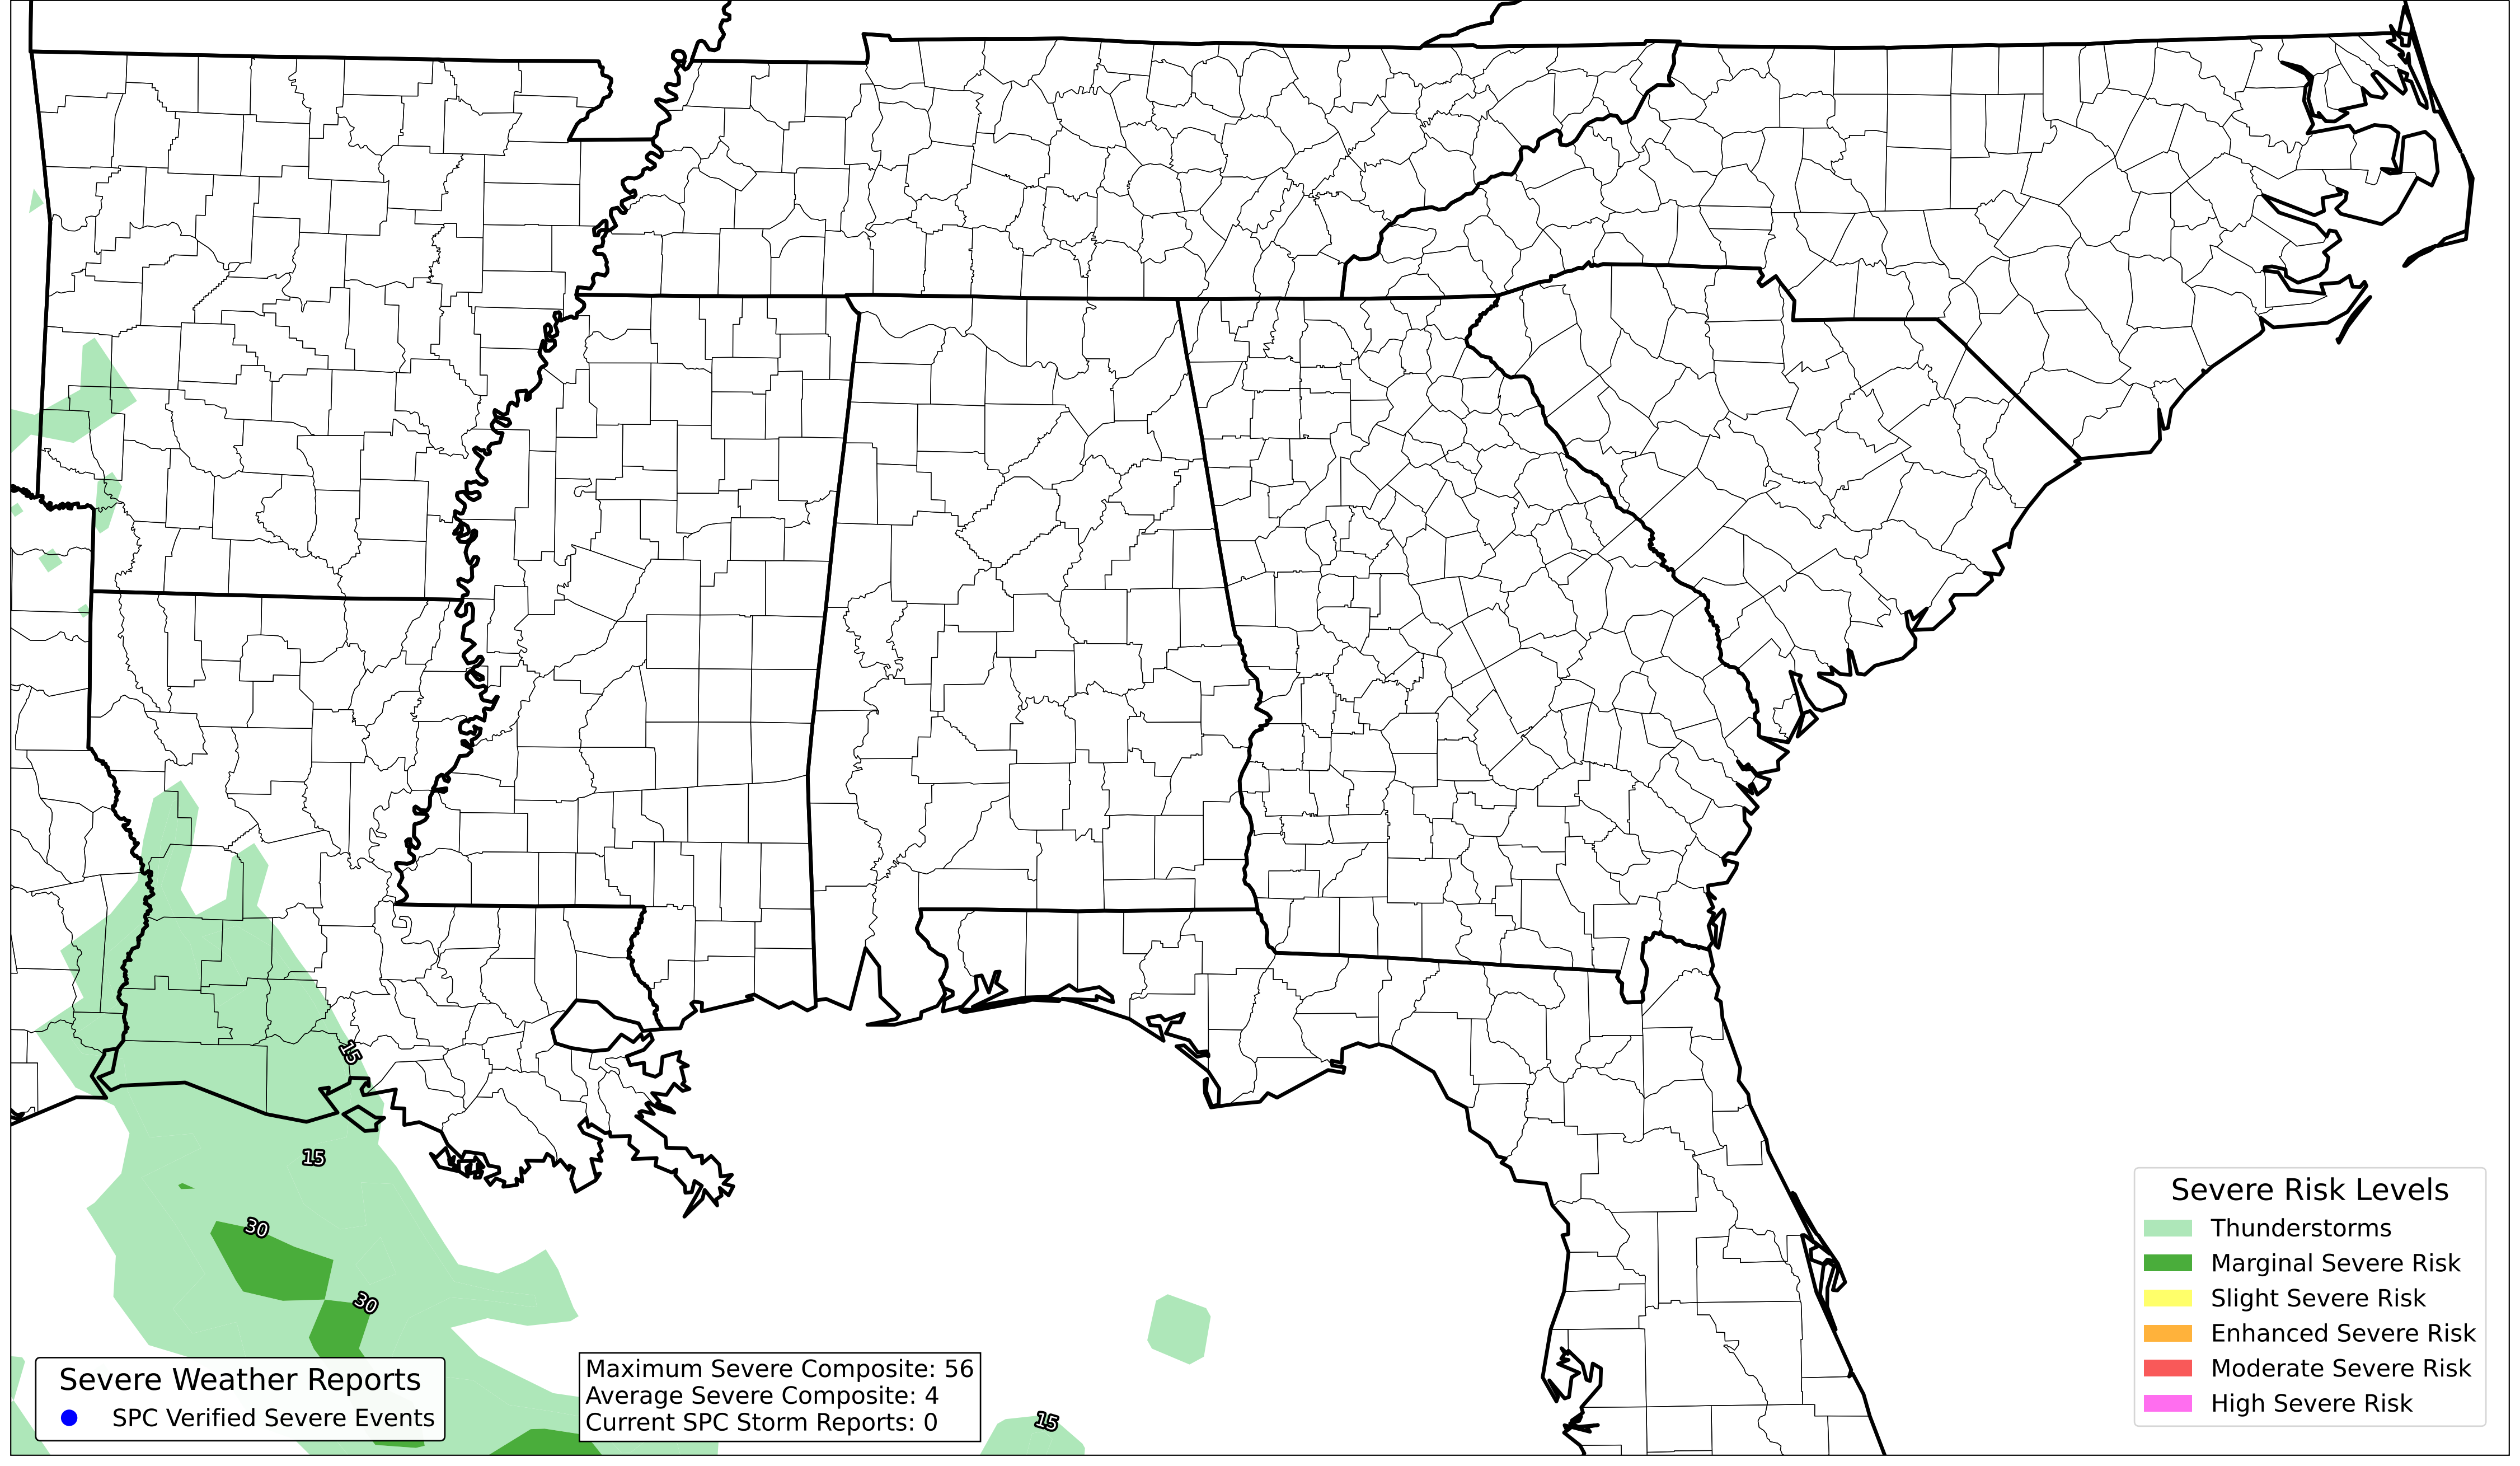 15
15
30
30
15
Severe Weather Reports
SPC Verified Severe Events
Maximum Severe Composite: 56
Average Severe Composite: 4
Current SPC Storm Reports: 0
Severe Risk Levels
Thunderstorms
Marginal Severe Risk
Slight Severe Risk
Enhanced Severe Risk
Moderate Severe Risk
High Severe Risk